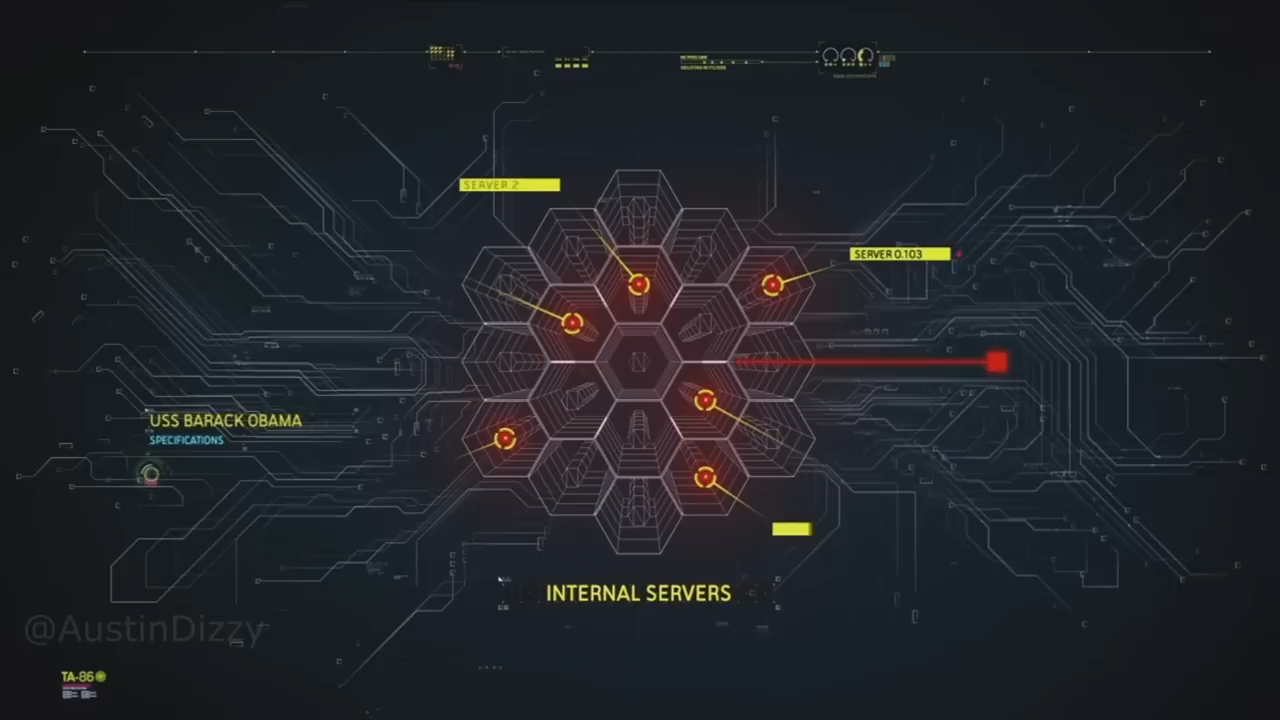 SERVER 2
SERVER 0.103
USS BARACK OBAMA
SPECIFICATIONS
INTERNAL SERVERS
@AustinDizzy
TA-86